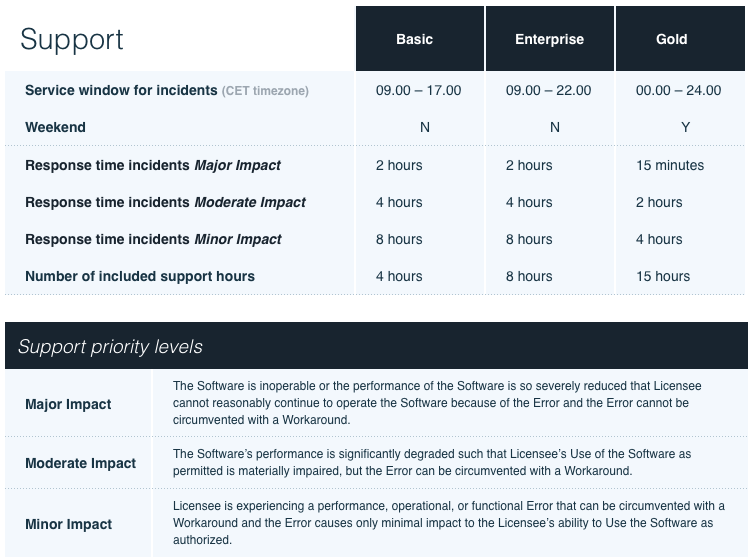 Support Basic Enterprise Gold
Service window for incidents (CET timezone) 09.00 – 17.00 09.00 – 22.00 00.00 – 24.00
Weekend N N Y
Response time incidents Major Impact 2 hours 2 hours 15 minutes
Response time incidents Moderate Impact 4 hours 4 hours 2 hours
Response time incidents Minor Impact 8 hours 8 hours 4 hours
Number of included support hours 4 hours 8 hours 15 hours
Support priority levels
Major Impact
The Software is inoperable or the performance of the Software is so severely reduced that Licensee
cannot reasonably continue to operate the Software because of the Error and the Error cannot be
circumvented with a Workaround.
Moderate Impact
The Software’s performance is significantly degraded such that Licensee’s Use of the Software as
permitted is materially impaired, but the Error can be circumvented with a Workaround.
Minor Impact
Licensee is experiencing a performance, operational, or functional Error that can be circumvented with a
Workaround and the Error causes only minimal impact to the Licensee’s ability to Use the Software as
authorized.